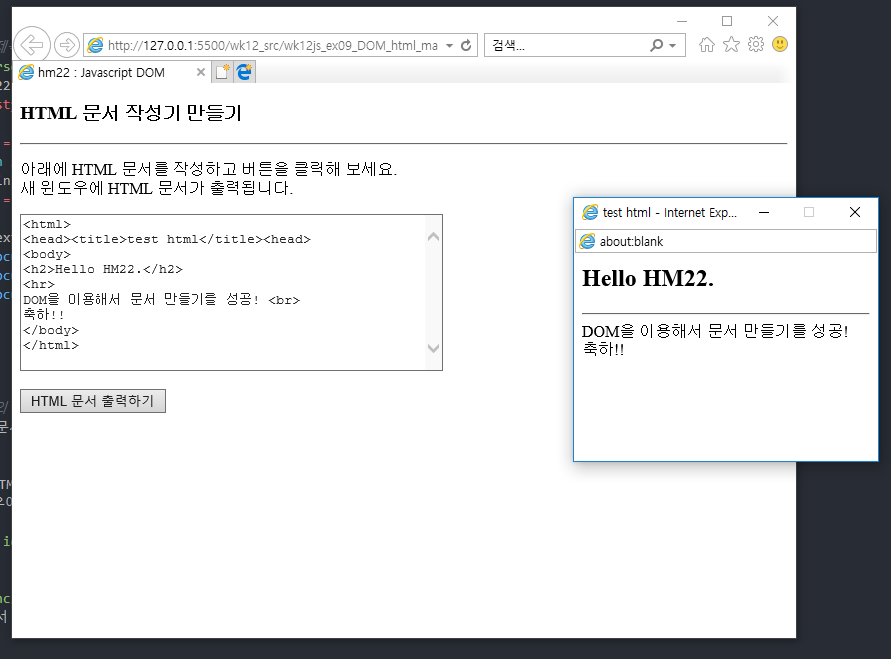 http://127.0.0.1:5500/wk12_src/wk12js_ex09_DOM_html_ma
검색...
hm22 : Javascript DOM
HTML 문서 작성기 만들기
아래에 HTML 문서를 작성하고 버튼을 클릭해 보세요.
새 윈도우에 HTML 문서가 출력됩니다.
<html>
<head><title>test html</title><head>
<body>
<h2>Hello HM22.</h2>
<hr>
DOM을 이용해서 문서 만들기를 성공! <br>
축하!!
</body>
</html>
HTML 문서 출력하기
test html - Internet Exp...
about:blank
Hello HM22.
DOM을 이용해서 문서 만들기를 성공!
축하!!